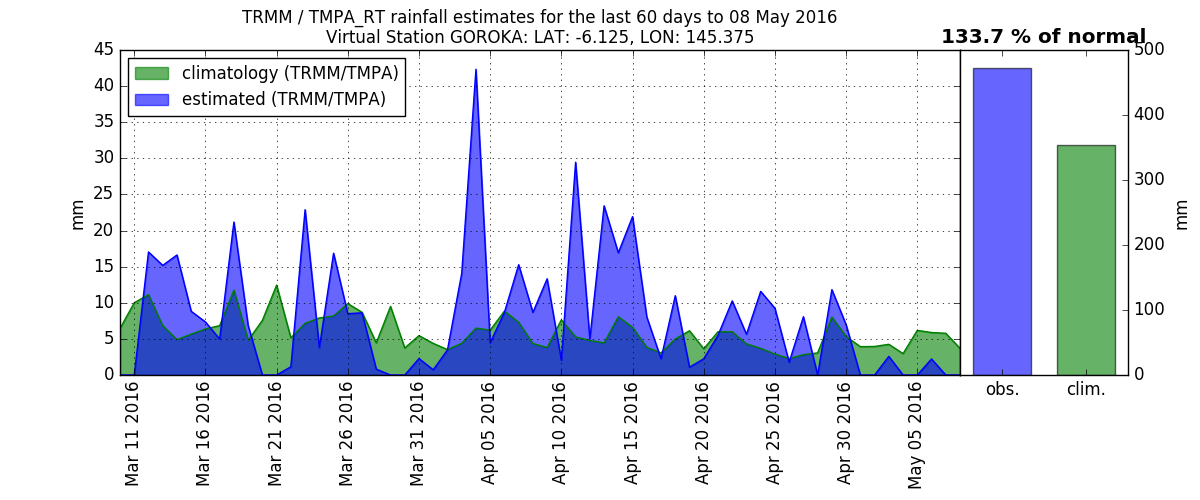 TRMM / TMPA_RT rainfall estimates for the last 60 days to 08 May 2016
Virtual Station GOROKA: LAT: -6.125, LON: 145.375
133.7 % of normal
climatology (TRMM/TMPA)
estimated (TRMM/TMPA)
mm
45
40
35
30
25
20
15
10
5
0
Mar 11 2016
Mar 16 2016
Mar 21 2016
Mar 26 2016
Mar 31 2016
Apr 05 2016
Apr 10 2016
Apr 15 2016
Apr 20 2016
Apr 25 2016
Apr 30 2016
May 05 2016
obs.
clim.
500
400
300
200
100
0
mm